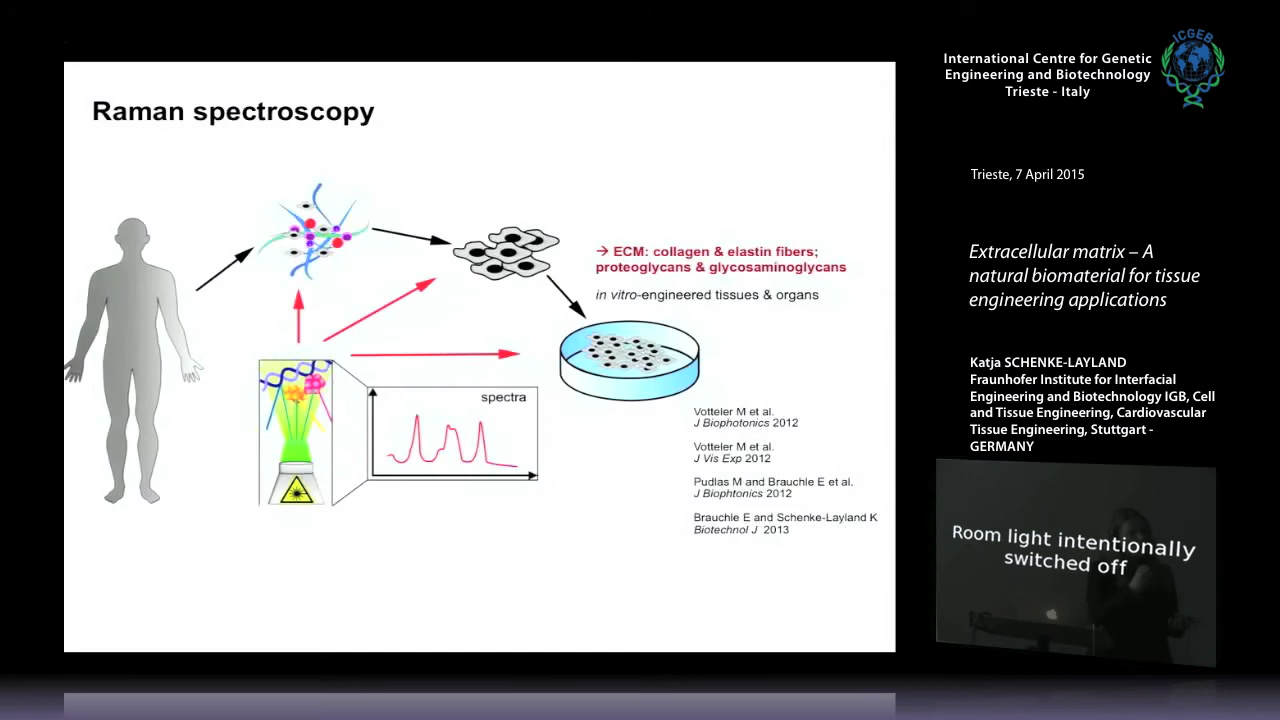 Raman spectroscopy
→ ECM: collagen & elastin fibers;
proteoglycans & glycosaminoglycans
in vitro-engineered tissues & organs
spectra
Votteler M et al.
J Biophotonics 2012
Votteler M et al.
J Vis Exp 2012
Pudlas M and Brauchle E et al.
J Biophtonics 2012
Brauchle E and Schenke-Layland K
Biotechnol J 2013
International Centre for Genetic
Engineering and Biotechnology
Trieste - Italy
ICGEB
Trieste, 7 April 2015
Extracellular matrix – A
natural biomaterial for tissue
engineering applications
Katja SCHENKE-LAYLAND
Fraunhofer Institute for Interfacial
Engineering and Biotechnology IGB, Cell
and Tissue Engineering, Cardiovascular
Tissue Engineering, Stuttgart -
GERMANY
Room light intentionally
switched off